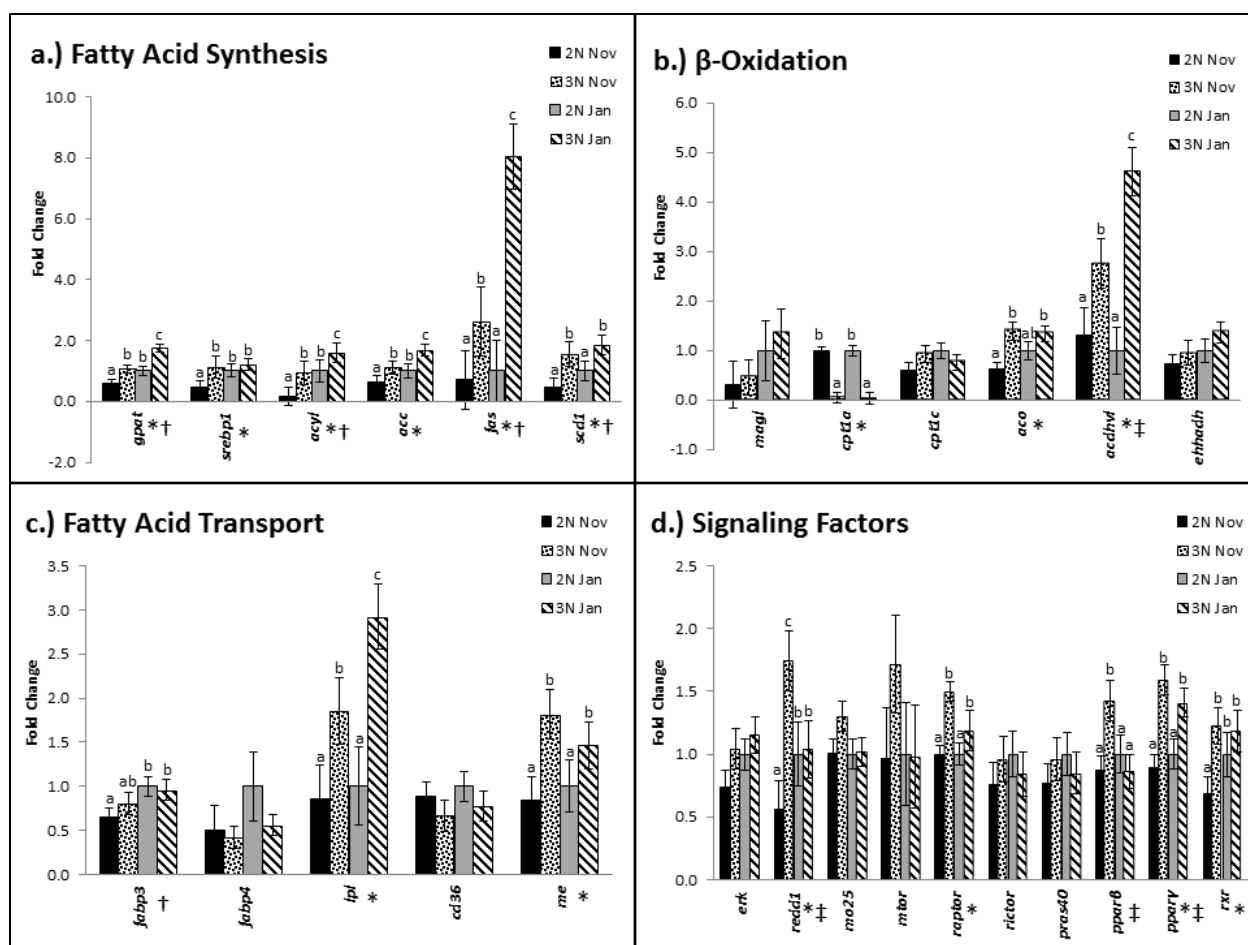 a.) Fatty Acid Synthesis
2N Nov
3N Nov
2N Jan
3N Jan
Fold Change
10.0
8.0
6.0
4.0
2.0
0.0
-2.0
a b b c
a b b b
a b b c
a b b c
a b a c
a b a b
gpat *†
srebp1 *
acyl *†
acc *
fas *†
scd1 *†
b.) β-Oxidation
2N Nov
3N Nov
2N Jan
3N Jan
Fold Change
6.0
5.0
4.0
3.0
2.0
1.0
0.0
-1.0
b a a a
a b ab b
a b a c
magl
cpt1a *
cpt1c
aco *
acdhvl *‡
ehhadh
c.) Fatty Acid Transport
2N Nov
3N Nov
2N Jan
3N Jan
Fold Change
3.5
3.0
2.5
2.0
1.5
1.0
0.5
0.0
a ab b b
a b a c
a b a b
fabp3 †
fabp4
lpl *
cd36
me *
d.) Signaling Factors
2N Nov
3N Nov
2N Jan
3N Jan
Fold Change
2.5
2.0
1.5
1.0
0.5
0.0
a c b b
a b a b
a b a a
a b a b
a b b b
erk
redd1 *‡
mo25
mtor
raptor *
rictor
pras40
pparβ ‡
pparγ *‡
rxr *